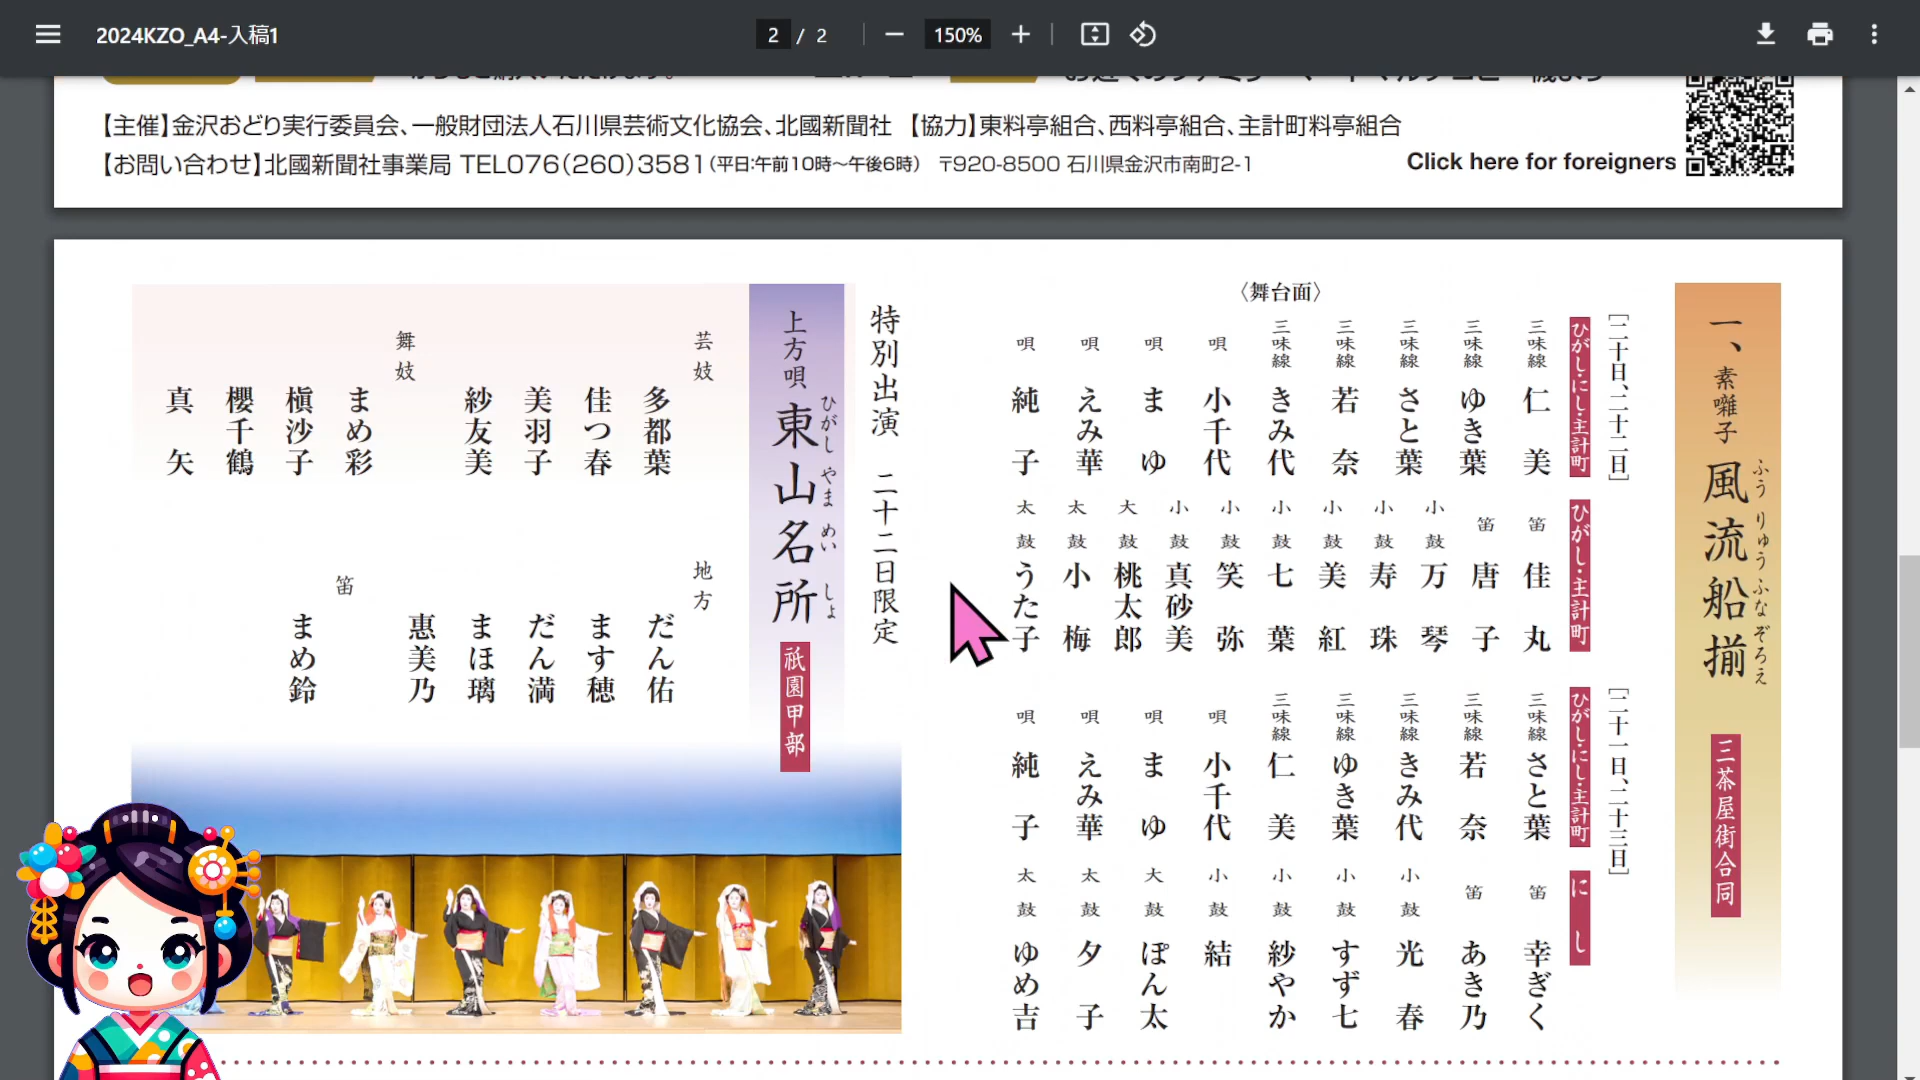 2024KZO_A4-入稿1
2 / 2
150%
【主催】金沢おどり実行委員会、一般財団法人石川県芸術文化協会、北國新聞社 【協力】東料亭組合、西料亭組合、主計町料亭組合
【お問い合わせ】北國新聞社事業局 TEL076(260)3581(平日:午前10時〜午後6時) 〒920-8500 石川県金沢市南町2-1
Click here for foreigners
一、素囃子 風流船揃
ふうりゅうふなぞろえ
三茶屋街合同
〈舞台面〉
[二十日、二十二日]
ひがし・にし・主計町
三味線 仁美
三味線 ゆき葉
三味線 さと葉
三味線 若奈
三味線 きみ代
唄 小千代
唄 まゆ
唄 えみ華
唄 純子
ひがし・主計町
笛 佳丸
笛 唐子
小鼓 万琴
小鼓 寿珠
小鼓 美紅
小鼓 七葉
小鼓 笑弥
小鼓 真砂美
大鼓 桃太郎
太鼓 小梅
太鼓 うた子
[二十一日、二十三日]
ひがし・にし・主計町
三味線 さと葉
三味線 若奈
三味線 きみ代
三味線 ゆき葉
三味線 仁美
唄 小千代
唄 まゆ
唄 えみ華
唄 純子
にし
笛 幸ぎく
笛 あき乃
小鼓 光春
小鼓 すず七
小鼓 紗やか
小鼓 結
大鼓 ぽん太
太鼓 夕子
太鼓 ゆめ吉
特別出演 二十二日限定
上方唄 東山名所
ひがしやまめいしょ
祇園甲部
芸妓
多都葉
佳つ春
美羽子
紗友美
舞妓
まめ彩
槇沙子
櫻千鶴
真矢
地方
だん佑
ます穂
だん満
まほ璃
惠美乃
笛
まめ鈴